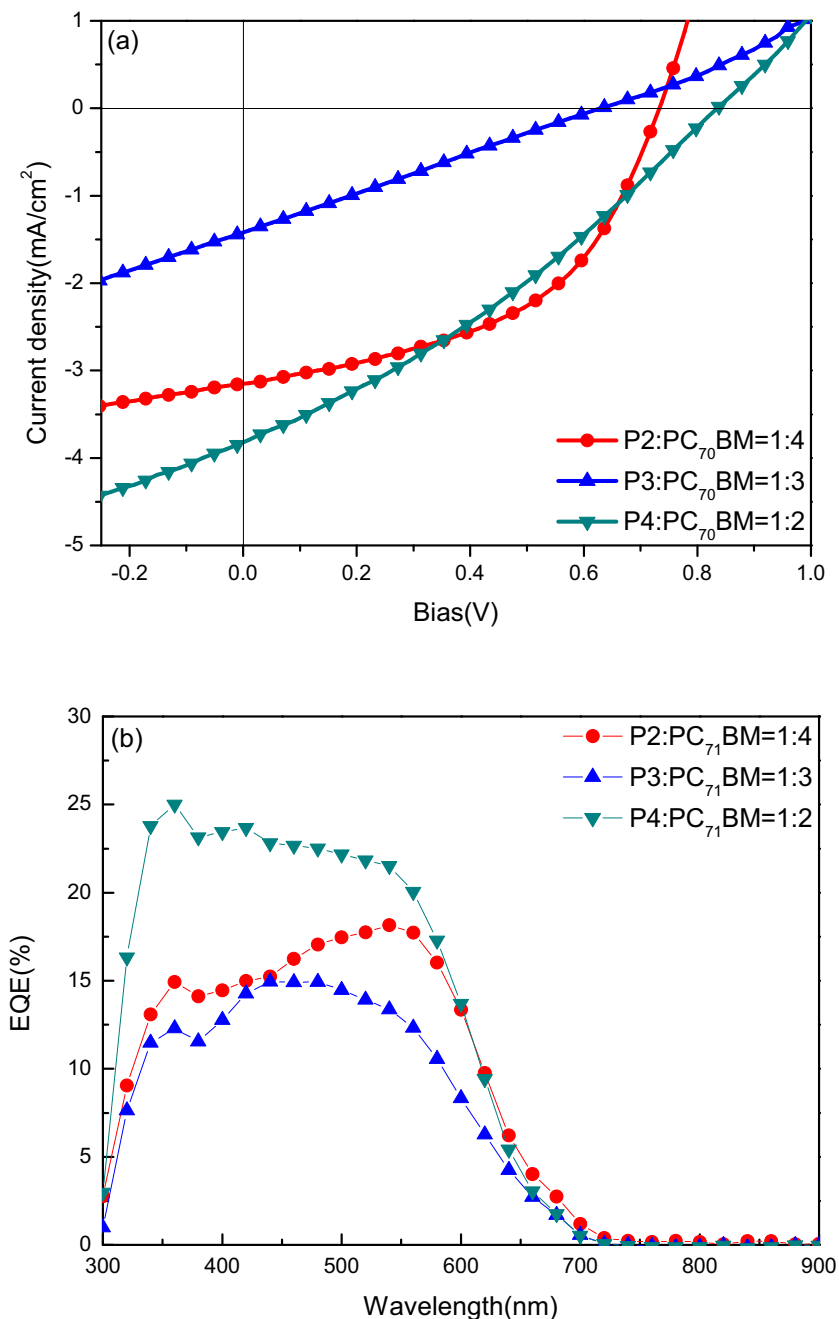 (a)
1
0
-1
-2
-3
-4
-5
Current density(mA/cm²)
P2:PC₇₀BM=1:4
P3:PC₇₀BM=1:3
P4:PC₇₀BM=1:2
-0.2 0.0 0.2 0.4 0.6 0.8 1.0
Bias(V)
(b)
30
25
20
15
10
5
0
EQE(%)
P2:PC₇₁BM=1:4
P3:PC₇₁BM=1:3
P4:PC₇₁BM=1:2
300 400 500 600 700 800 900
Wavelength(nm)